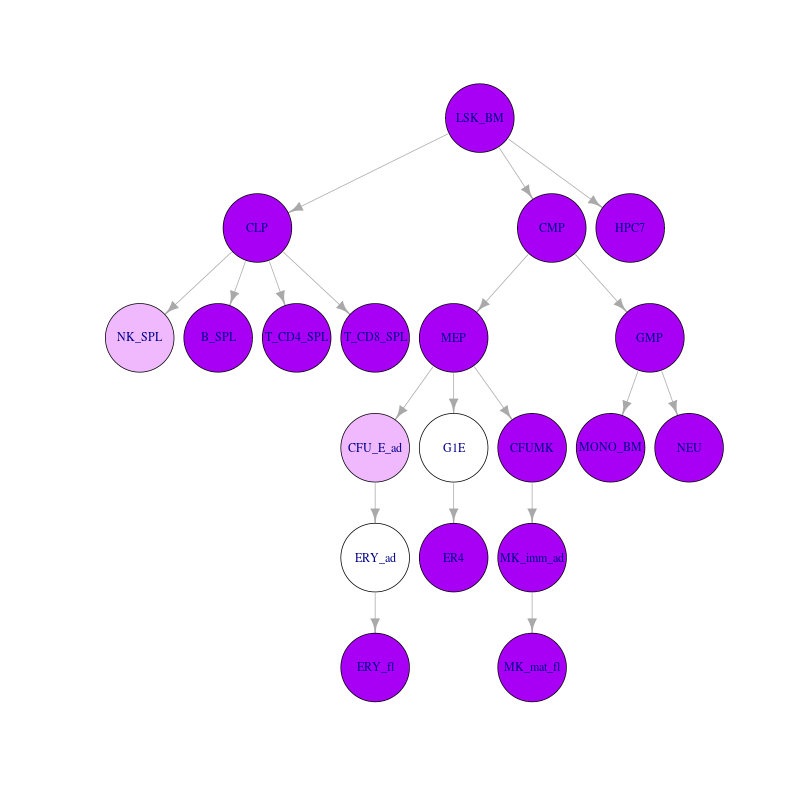 LSK_BM
CLP
CMP
HPC7
NK_SPL
B_SPL
T_CD4_SPL
T_CD8_SPL
MEP
GMP
CFU_E_ad
G1E
CFUMK
MONO_BM
NEU
ERY_ad
ER4
MK_imm_ad
ERY_fl
MK_mat_fl